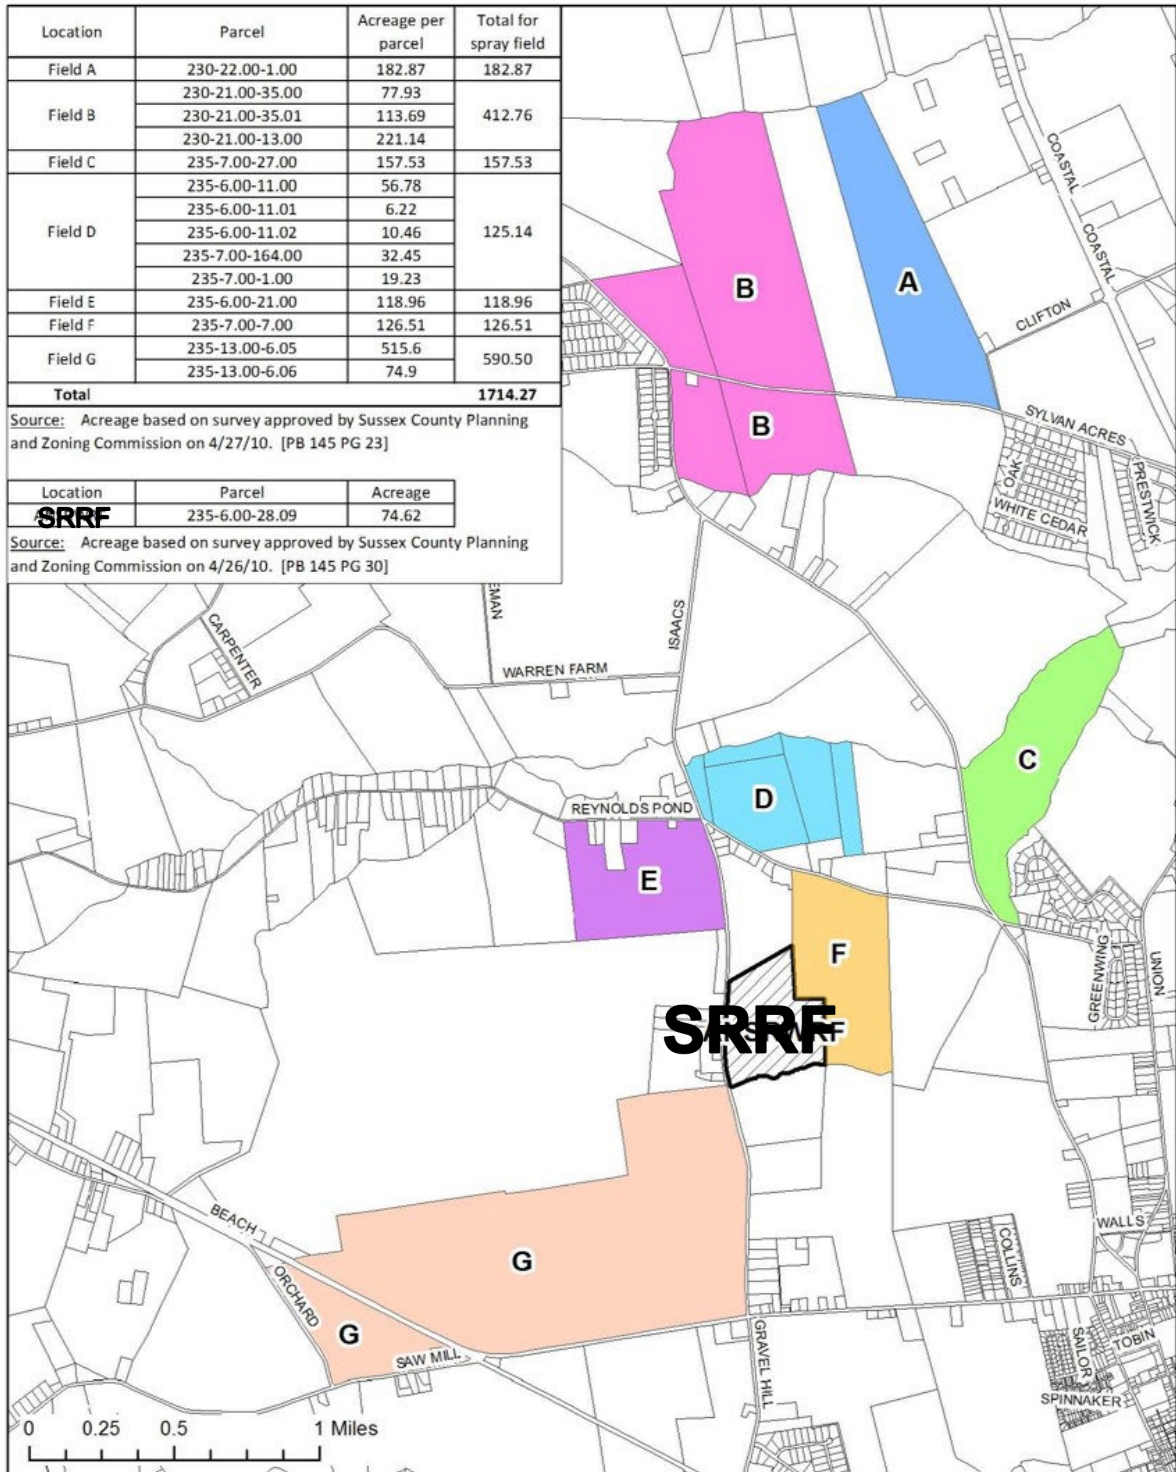 Location Parcel Acreage per parcel Total for spray field
Field A 230-22.00-1.00 182.87 182.87
Field B 230-21.00-35.00 77.93 412.76
230-21.00-35.01 113.69
230-21.00-13.00 221.14
Field C 235-7.00-27.00 157.53 157.53
Field D 235-6.00-11.00 56.78 125.14
235-6.00-11.01 6.22
235-6.00-11.02 10.46
235-7.00-164.00 32.45
235-7.00-1.00 19.23
Field E 235-6.00-21.00 118.96 118.96
Field F 235-7.00-7.00 126.51 126.51
Field G 235-13.00-6.05 515.6 590.50
235-13.00-6.06 74.9
Total 1714.27
Source: Acreage based on survey approved by Sussex County Planning
and Zoning Commission on 4/27/10. [PB 145 PG 23]
Location Parcel Acreage
SRRF 235-6.00-28.09 74.62
Source: Acreage based on survey approved by Sussex County Planning
and Zoning Commission on 4/26/10. [PB 145 PG 30]
COASTAL
COASTAL
B
A
CLIFTON
B
SYLVAN ACRES
OAK
PRESTWICK
WHITE CEDAR
EMAN
ISAACS
CARPENTER
WARREN FARM
C
D
REYNOLDS POND
E
F
GREENWING
UNION
SRRF
BEACH
WALLS
COLLINS
G
ORCHARD
G
SAW MILL
GRAVEL HILL
SAILOR
TOBIN
SPINNAKER
0 0.25 0.5 1 Miles